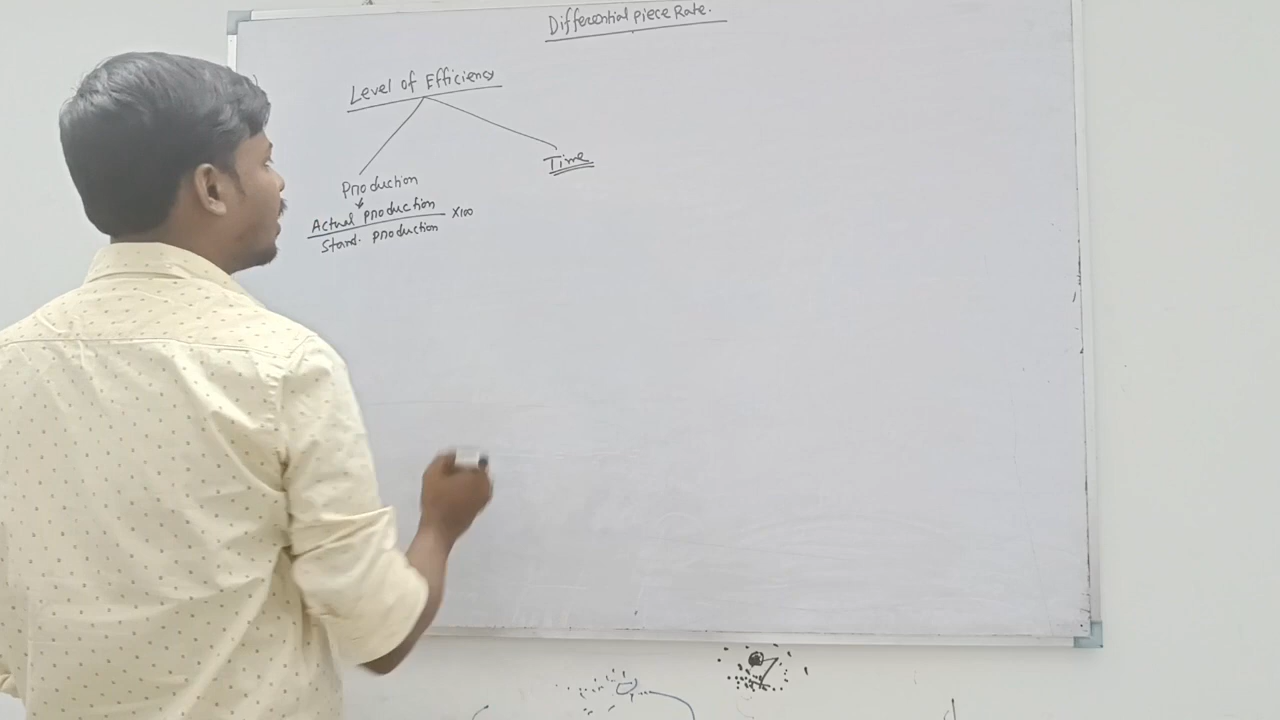 Differential Piece Rate.
Level of Efficiency
Production
Time
Actual production
Stand. production
X100